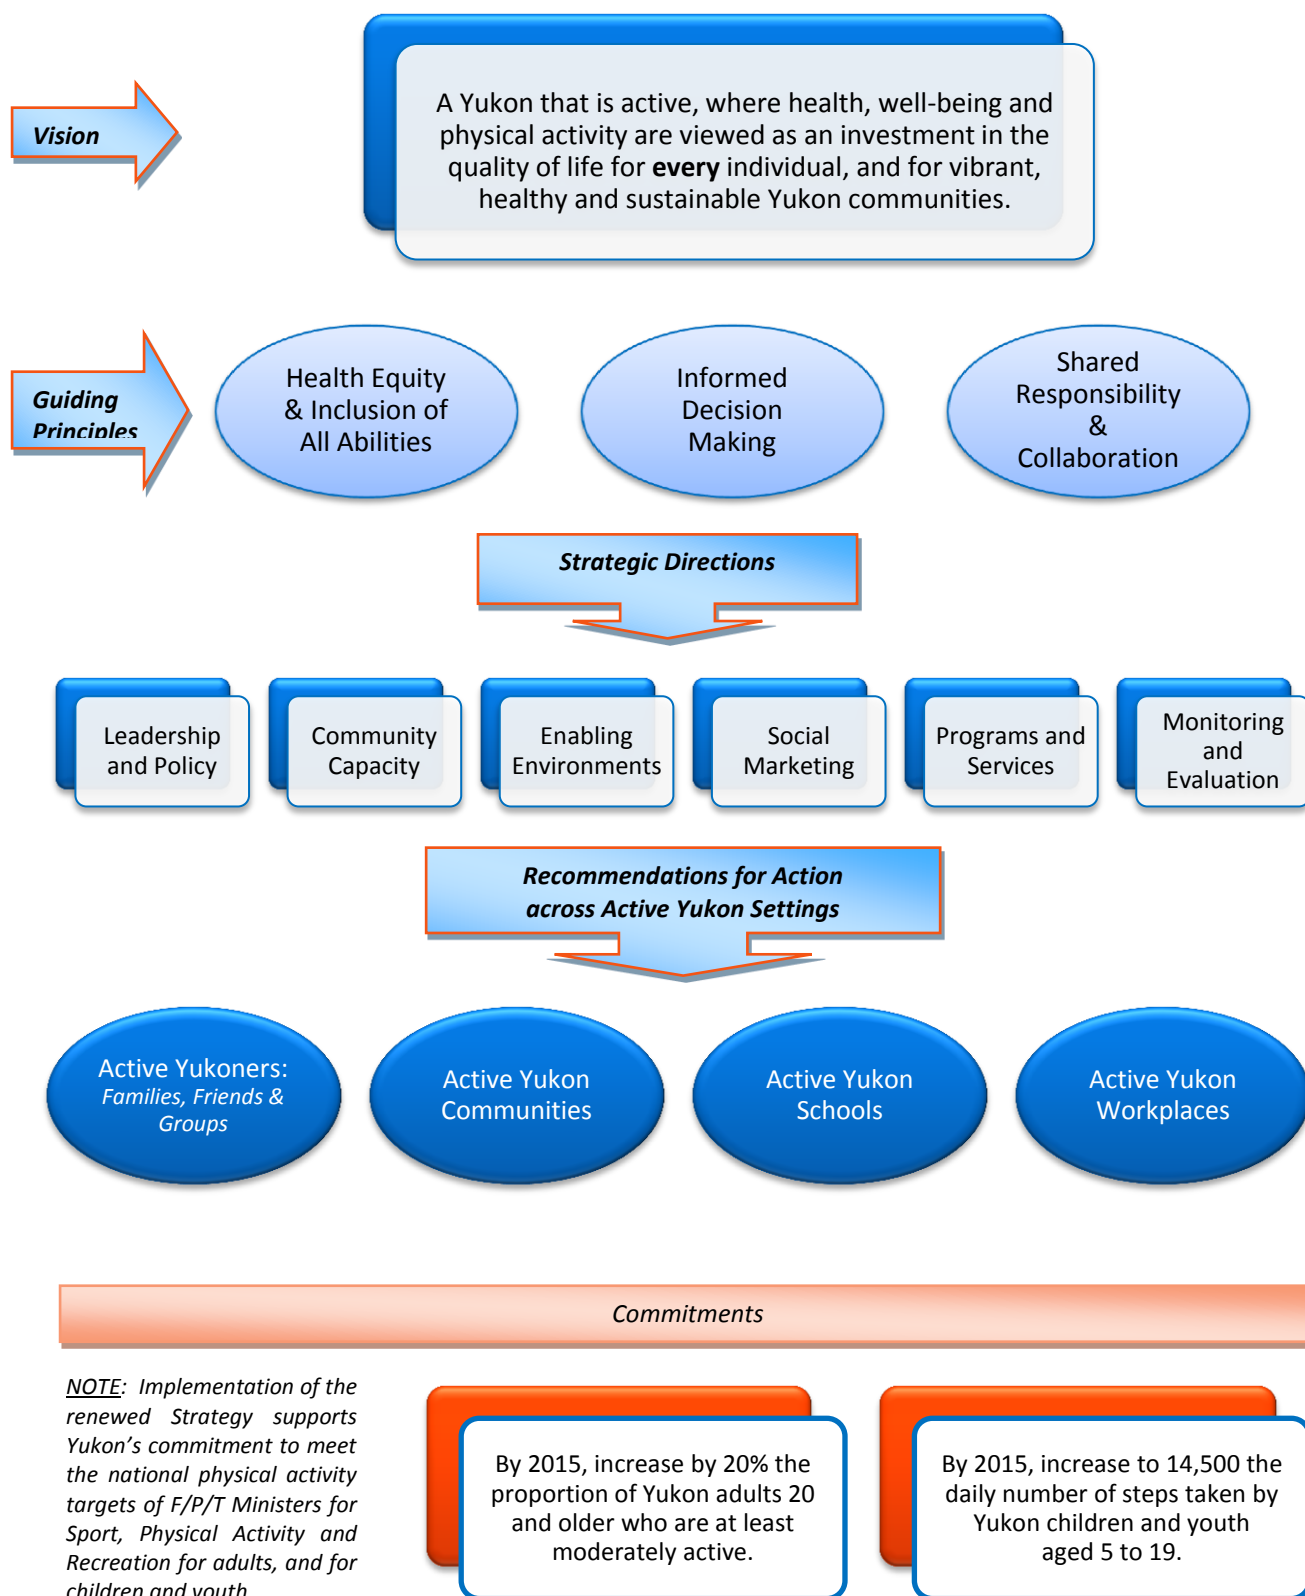 Vision
A Yukon that is active, where health, well-being and
physical activity are viewed as an investment in the
quality of life for every individual, and for vibrant,
healthy and sustainable Yukon communities.
Guiding
Principles
Health Equity
& Inclusion of
All Abilities
Informed
Decision
Making
Shared
Responsibility
&
Collaboration
Strategic Directions
Leadership
and Policy
Community
Capacity
Enabling
Environments
Social
Marketing
Programs and
Services
Monitoring
and
Evaluation
Recommendations for Action
across Active Yukon Settings
Active Yukoners:
Families, Friends &
Groups
Active Yukon
Communities
Active Yukon
Schools
Active Yukon
Workplaces
Commitments
NOTE: Implementation of the
renewed Strategy supports
Yukon's commitment to meet
the national physical activity
targets of F/P/T Ministers for
Sport, Physical Activity and
Recreation for adults, and for
children and youth
By 2015, increase by 20% the
proportion of Yukon adults 20
and older who are at least
moderately active.
By 2015, increase to 14,500 the
daily number of steps taken by
Yukon children and youth
aged 5 to 19.